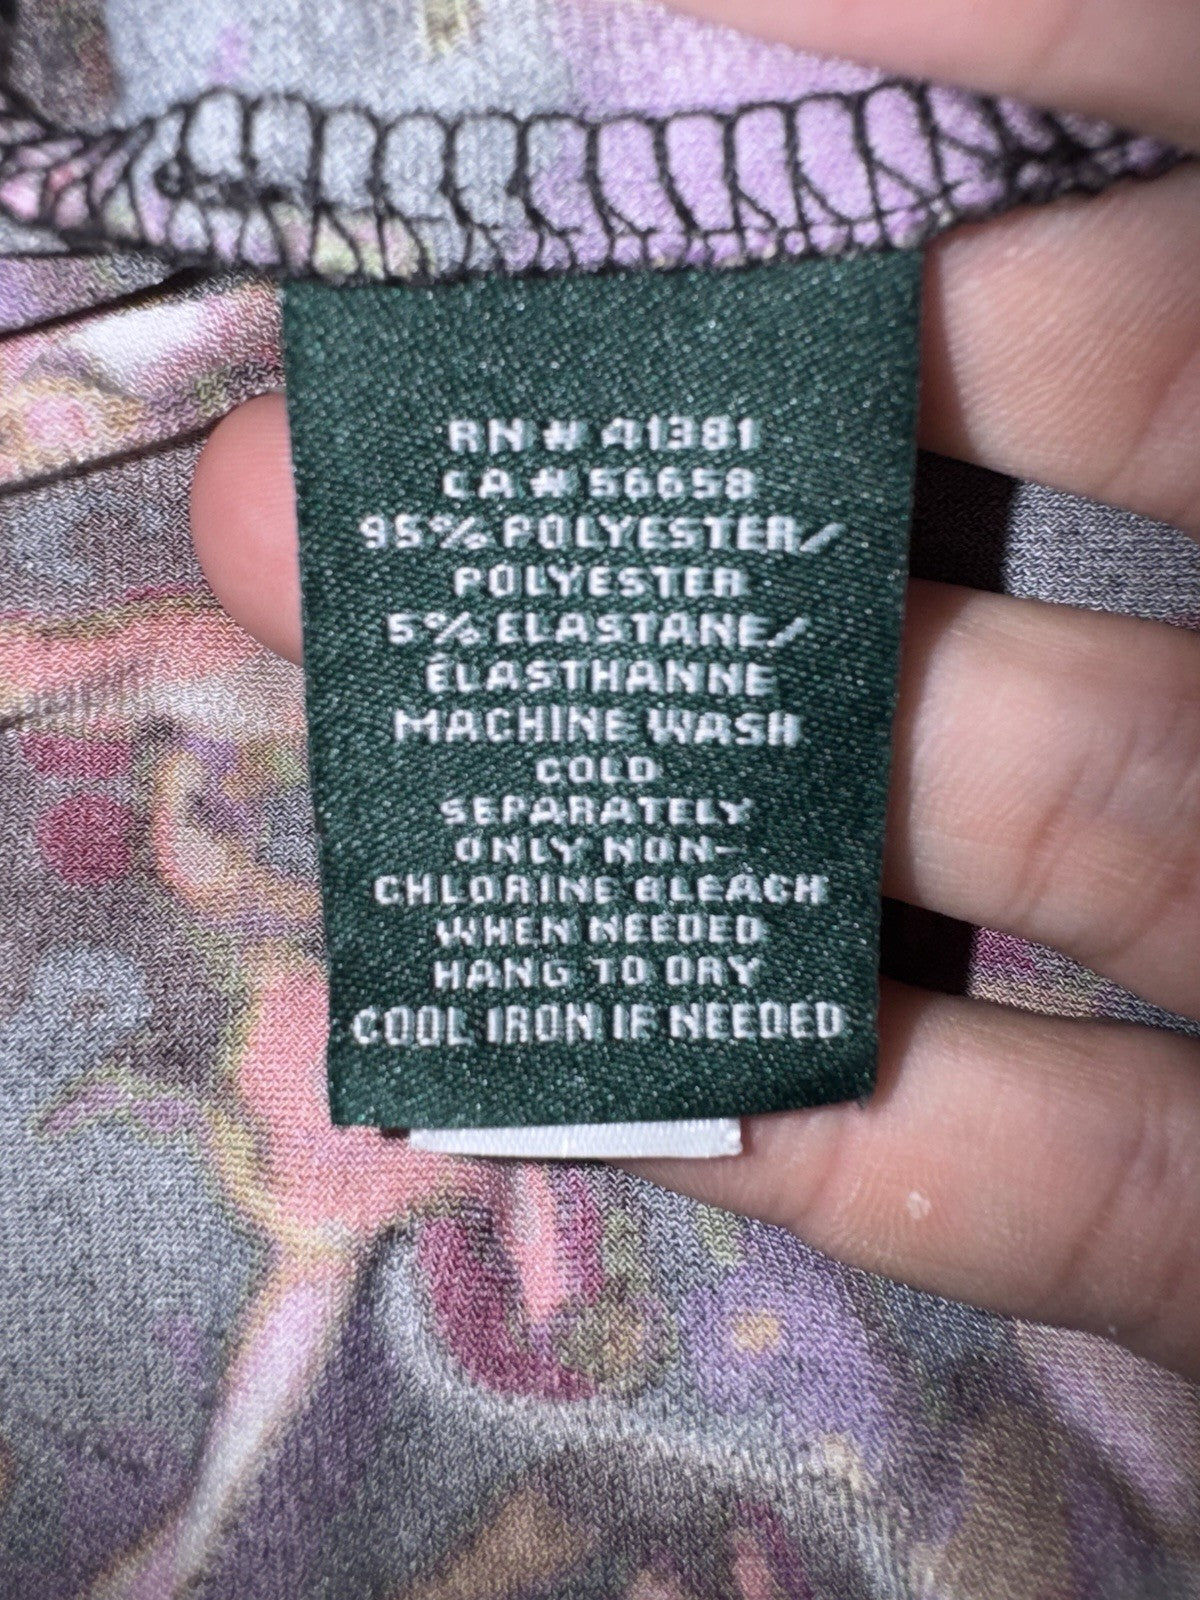 RN # 41381
CA # 56658
95% POLYESTER/
POLYESTER
5% ELASTANE/
ÉLASTHANNE
MACHINE WASH
COLD
SEPARATELY
ONLY NON-
CHLORINE BLEACH
WHEN NEEDED
HANG TO DRY
COOL IRON IF NEEDED